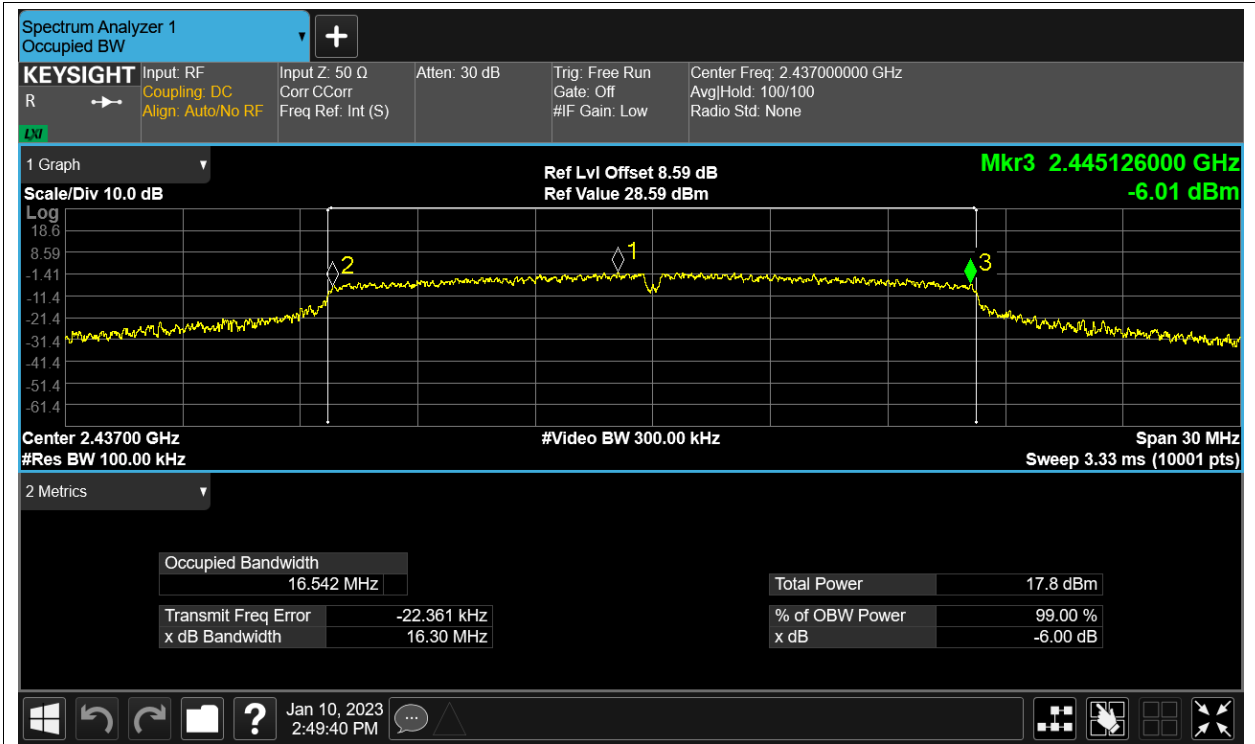 Spectrum Analyzer 1
Occupied BW
KEYSIGHT
R
LXI
Input: RF
Coupling: DC
Align: Auto/No RF
Input Z: 50 Ω
Corr CCorr
Freq Ref: Int (S)
Atten: 30 dB
Trig: Free Run
Gate: Off
#IF Gain: Low
Center Freq: 2.437000000 GHz
Avg|Hold: 100/100
Radio Std: None
1 Graph
Scale/Div 10.0 dB
Ref Lvl Offset 8.59 dB
Ref Value 28.59 dBm
Mkr3 2.445126000 GHz
-6.01 dBm
Log
18.6
8.59
-1.41
-11.4
-21.4
-31.4
-41.4
-51.4
-61.4
2
1
3
Center 2.43700 GHz
#Video BW 300.00 kHz
Span 30 MHz
#Res BW 100.00 kHz
Sweep 3.33 ms (10001 pts)
2 Metrics
Occupied Bandwidth
16.542 MHz
Total Power 17.8 dBm
Transmit Freq Error -22.361 kHz
% of OBW Power 99.00 %
x dB Bandwidth 16.30 MHz
x dB -6.00 dB
?
Jan 10, 2023
2:49:40 PM